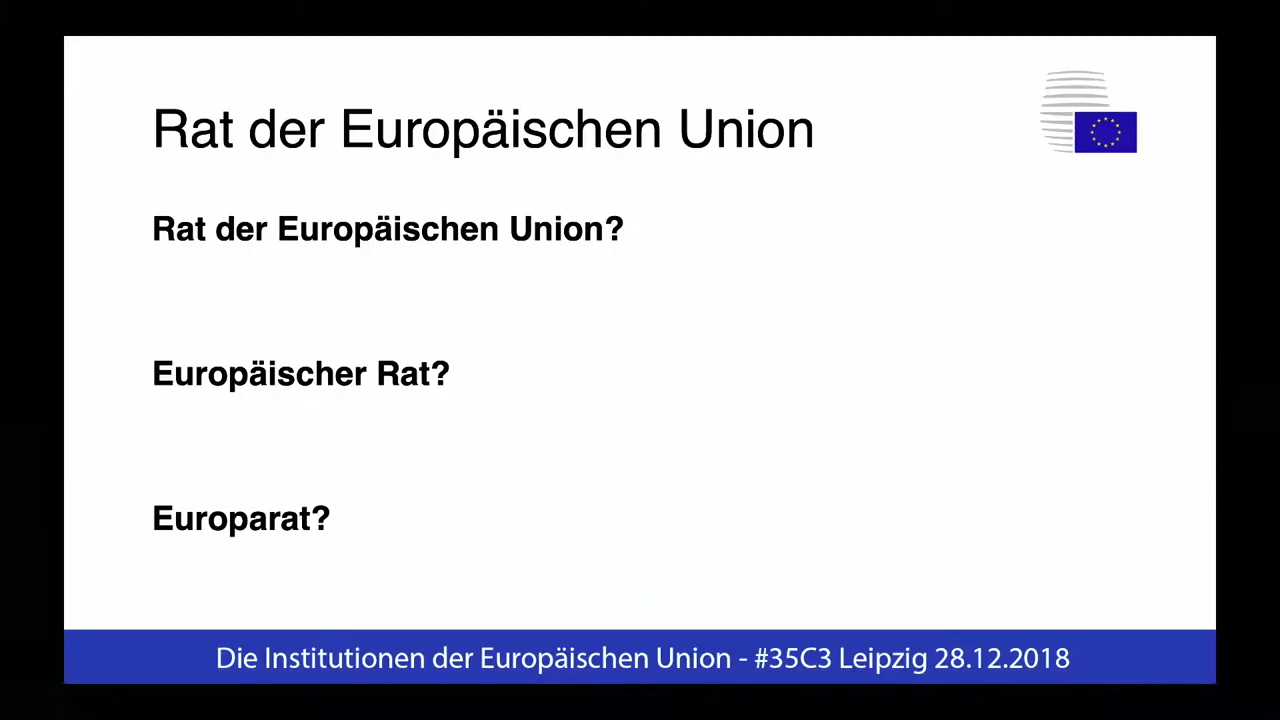 Rat der Europäischen Union
Rat der Europäischen Union?
Europäischer Rat?
Europarat?
Die Institutionen der Europäischen Union - #35C3 Leipzig 28.12.2018